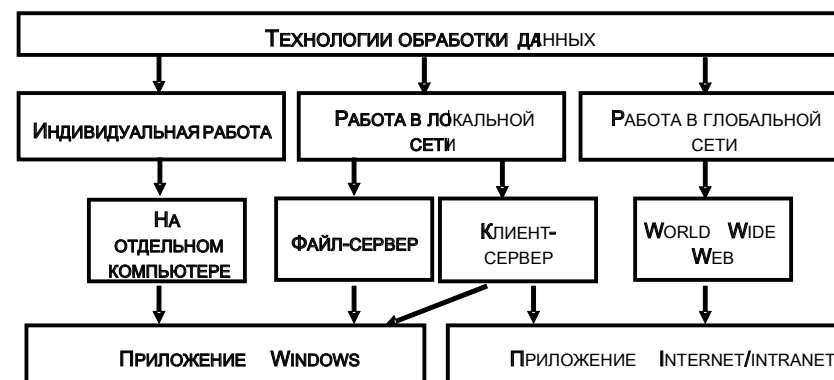 ТЕХНОЛОГИИ ОБРАБОТКИ ДАННЫХ
ИНДИВИДУАЛЬНАЯ РАБОТА
РАБОТА В ЛОКАЛЬНОЙ
СЕТИ
РАБОТА В ГЛОБАЛЬНОЙ
СЕТИ
НА
ОТДЕЛЬНОМ
КОМПЬЮТЕРЕ
ФАЙЛ-СЕРВЕР
КЛИЕНТ-
СЕРВЕР
WORLD WIDE
WEB
ПРИЛОЖЕНИЕ WINDOWS
ПРИЛОЖЕНИЕ INTERNET/INTRANET